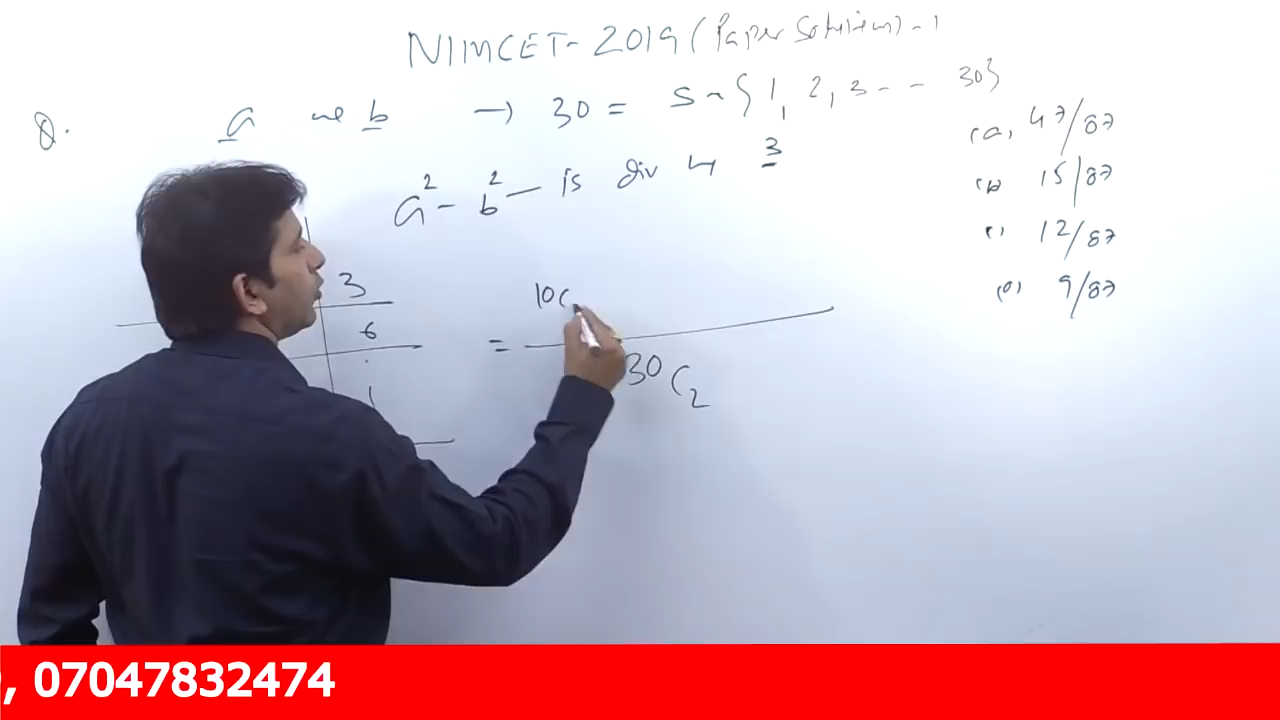 NIMCET-2019 (Paper Solution)-1
Q. a b → 30 = S ~ { 1, 2, 3 - - 30}
a² - b² — is div by 3
(a) 47/87
(b) 15/87
(c) 12/87
(d) 9/87
3
6
1
= 10C
30C2
, 07047832474